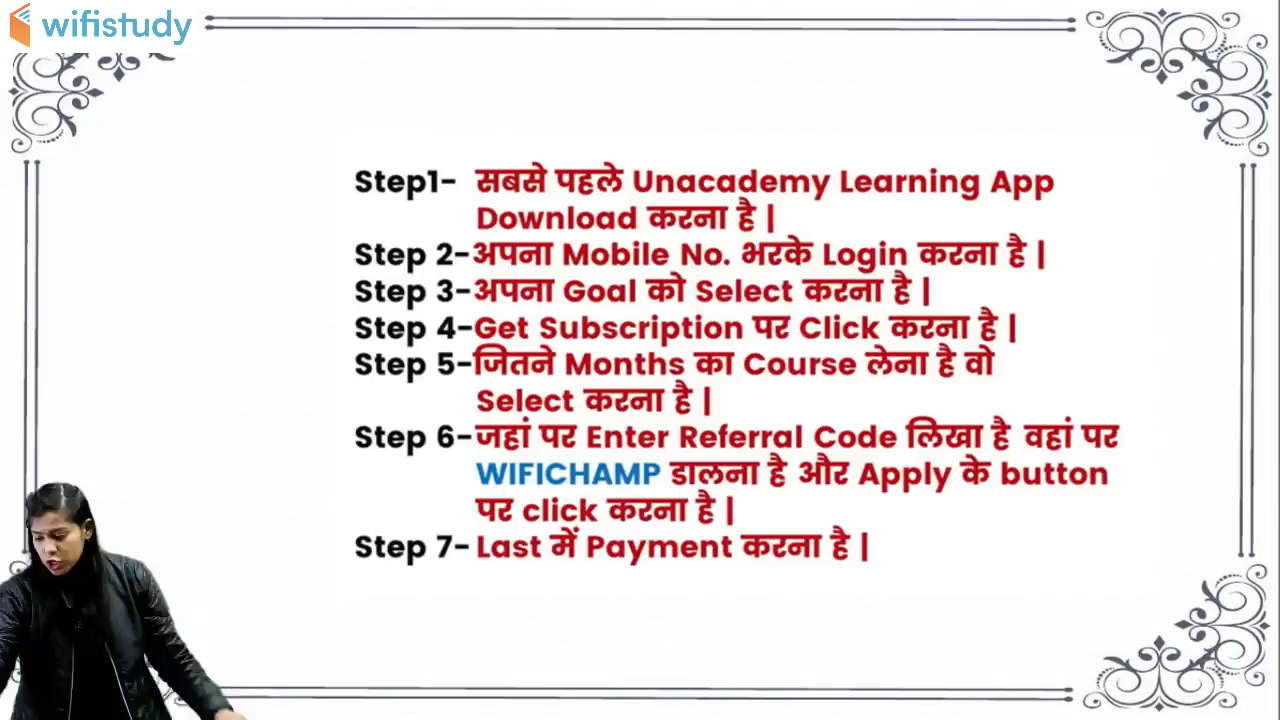 wifistudy
Step1- सबसे पहले Unacademy Learning App
Download करना है |
Step 2-अपना Mobile No. भरके Login करना है |
Step 3-अपना Goal को Select करना है |
Step 4-Get Subscription पर Click करना है |
Step 5-जितने Months का Course लेना है वो
Select करना है |
Step 6-जहां पर Enter Referral Code लिखा है वहां पर
WIFICHAMP डालना है और Apply के button
पर click करना है |
Step 7- Last में Payment करना है |